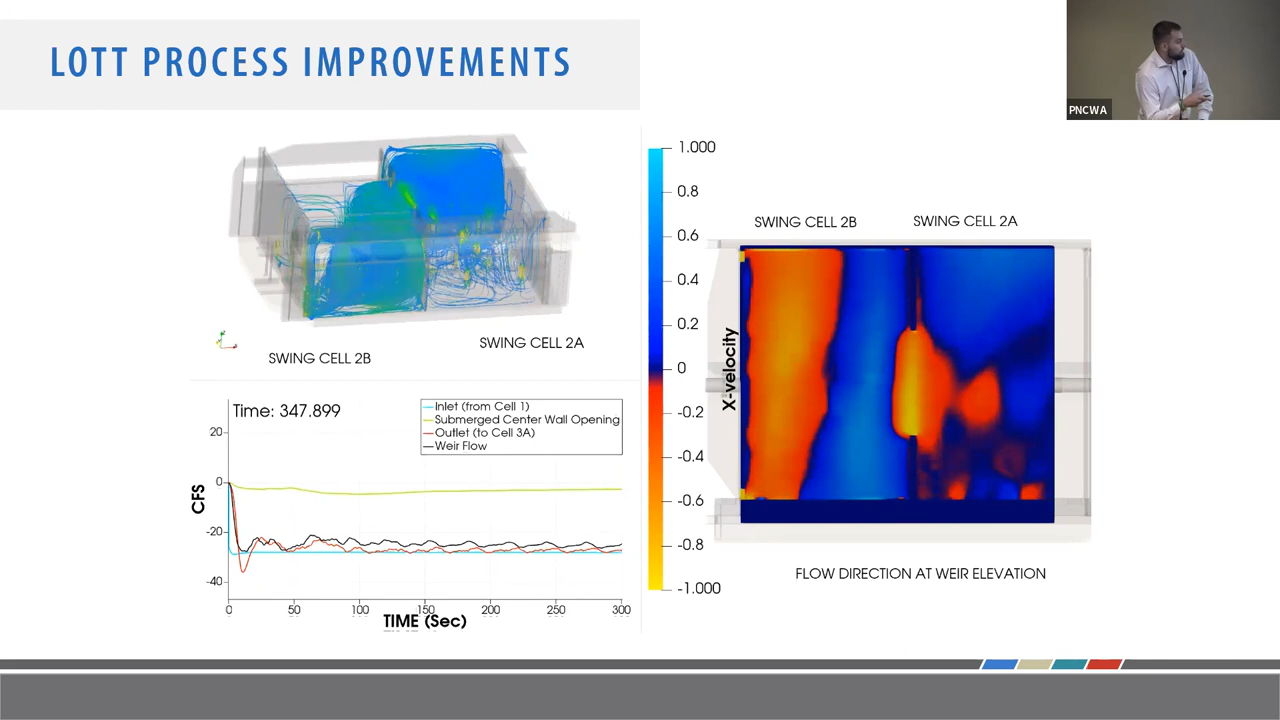 LOTT PROCESS IMPROVEMENTS
PNCWA
SWING CELL 2B
SWING CELL 2A
Time: 347.899
Inlet (from Cell 1)
Submerged Center Wall Opening
Outlet (to Cell 3A)
Weir Flow
CFS
20
0
-20
-40
0
50
100
150
200
250
300
TIME (Sec)
1.000
0.8
0.6
0.4
0.2
0
-0.2
-0.4
-0.6
-0.8
-1.000
X-velocity
SWING CELL 2B
SWING CELL 2A
FLOW DIRECTION AT WEIR ELEVATION